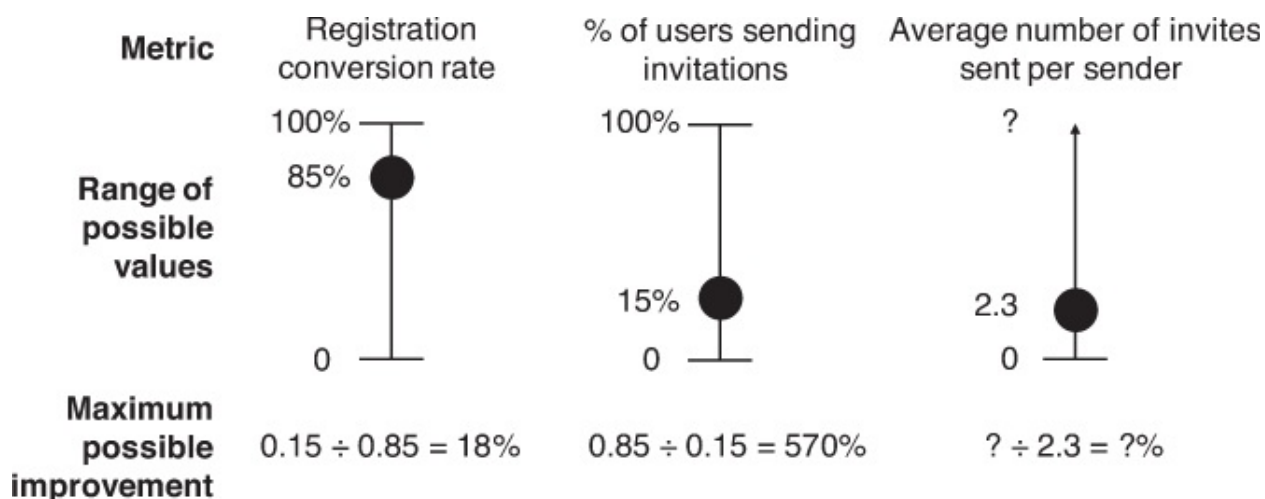 Metric
Registration
conversion rate
% of users sending
invitations
Average number of invites
sent per sender
Range of
possible
values
100%
85%
0
100%
15%
0
?
2.3
0
Maximum
possible
improvement
0.15 ÷ 0.85 = 18%
0.85 ÷ 0.15 = 570%
? ÷ 2.3 = ?%